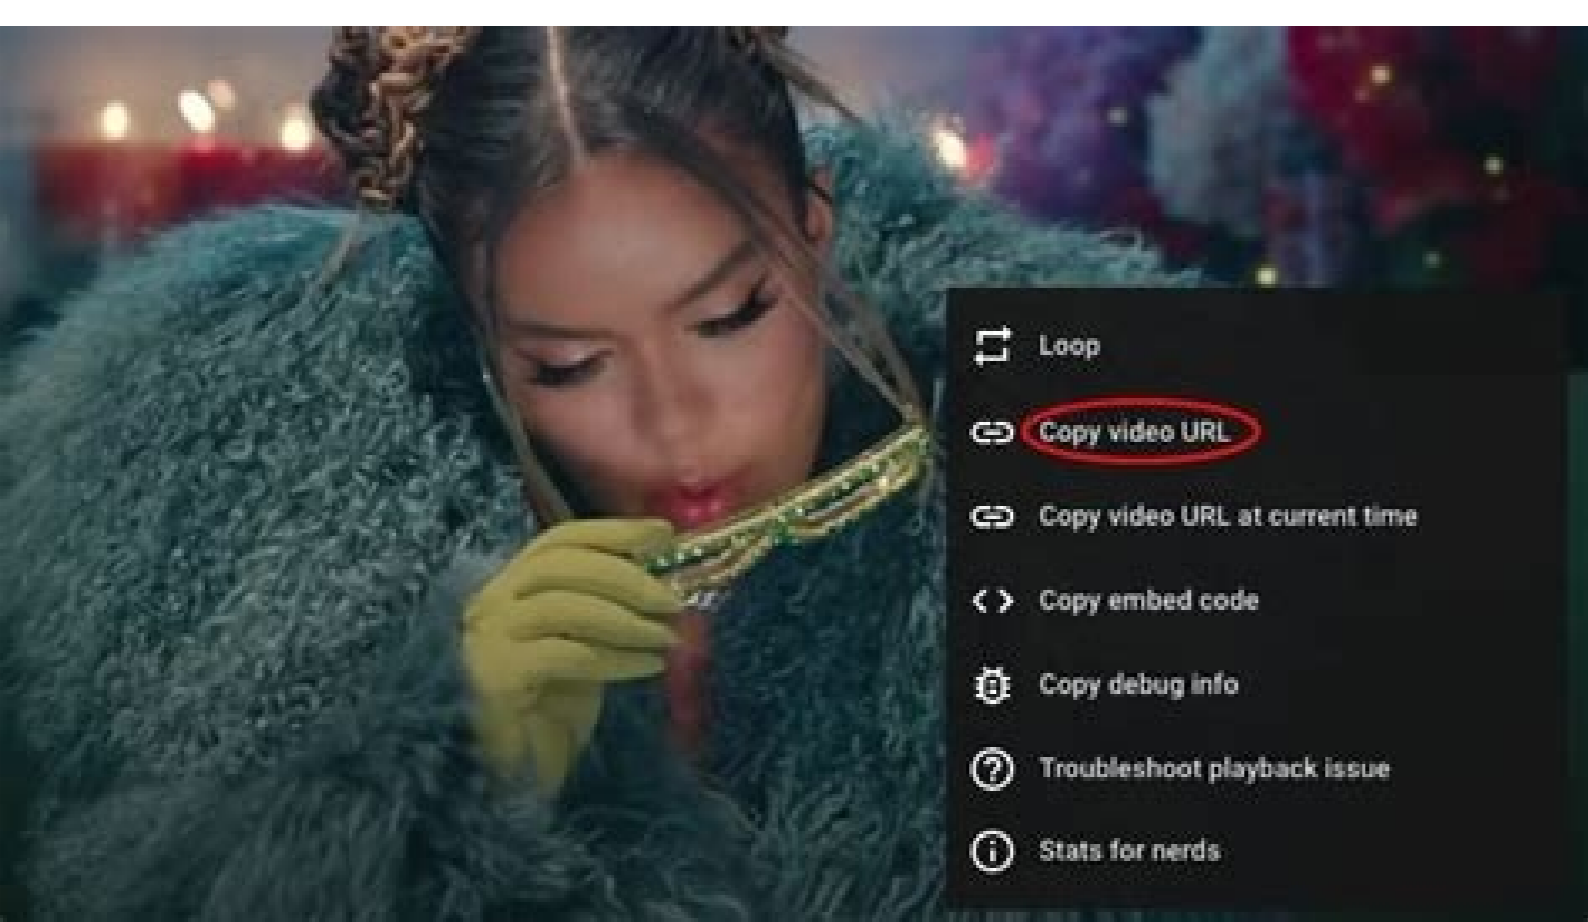 Loop
Copy video URL
Copy video URL at current time
Copy embed code
Copy debug info
Troubleshoot playback issue
Stats for nerds